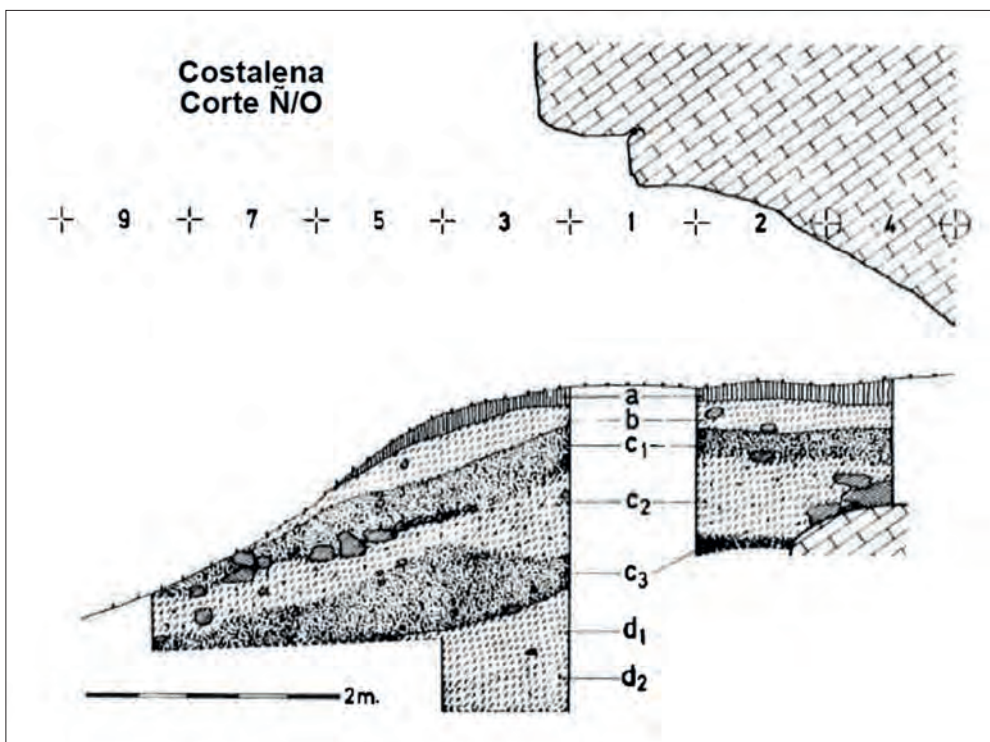 Costalena
Corte Ñ/O
9 7 5 3 1 2 4
a
b
c₁
c₂
c₃
d₁
d₂
2m.